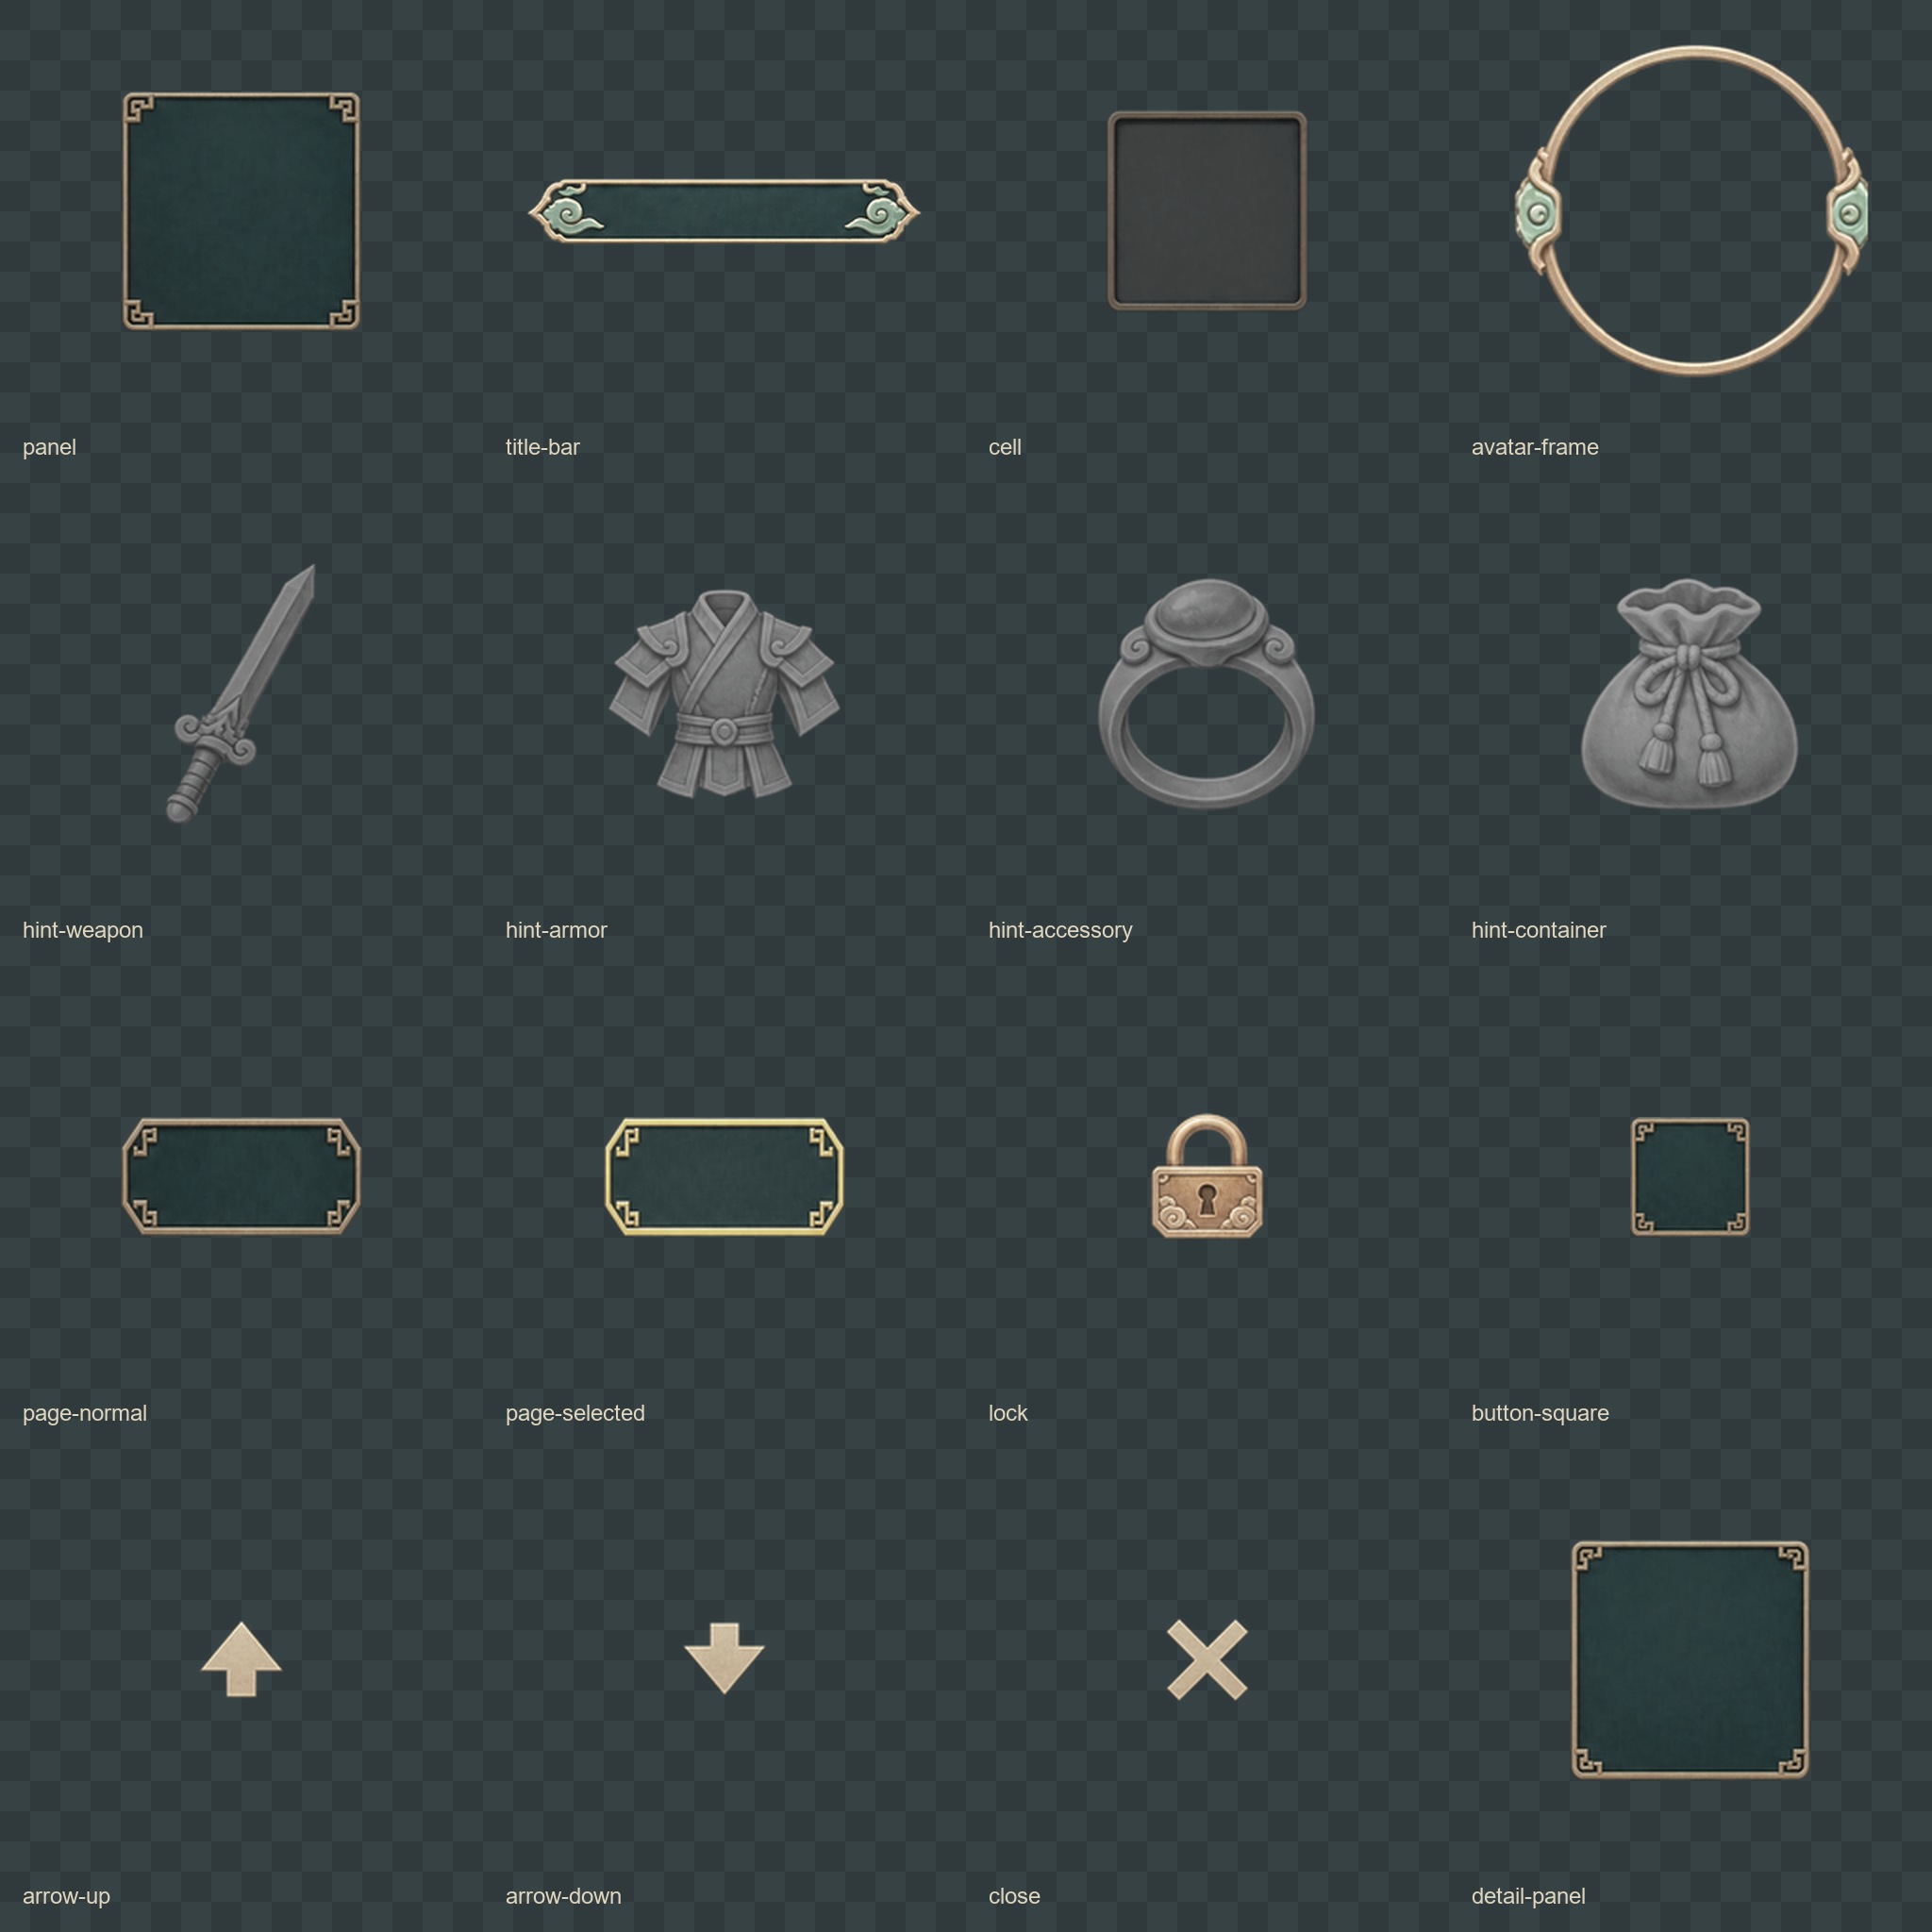 panel
title-bar
cell
avatar-frame
hint-weapon
hint-armor
hint-accessory
hint-container
page-normal
page-selected
lock
button-square
arrow-up
arrow-down
close
detail-panel